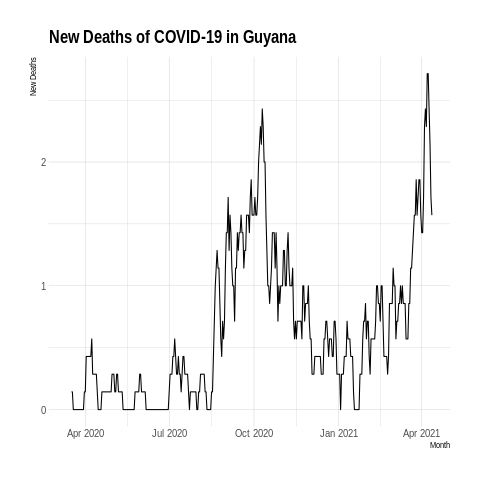 New Deaths of COVID-19 in Guyana
New Deaths
2
1
0
Apr 2020 Jul 2020 Oct 2020 Jan 2021 Apr 2021
Month